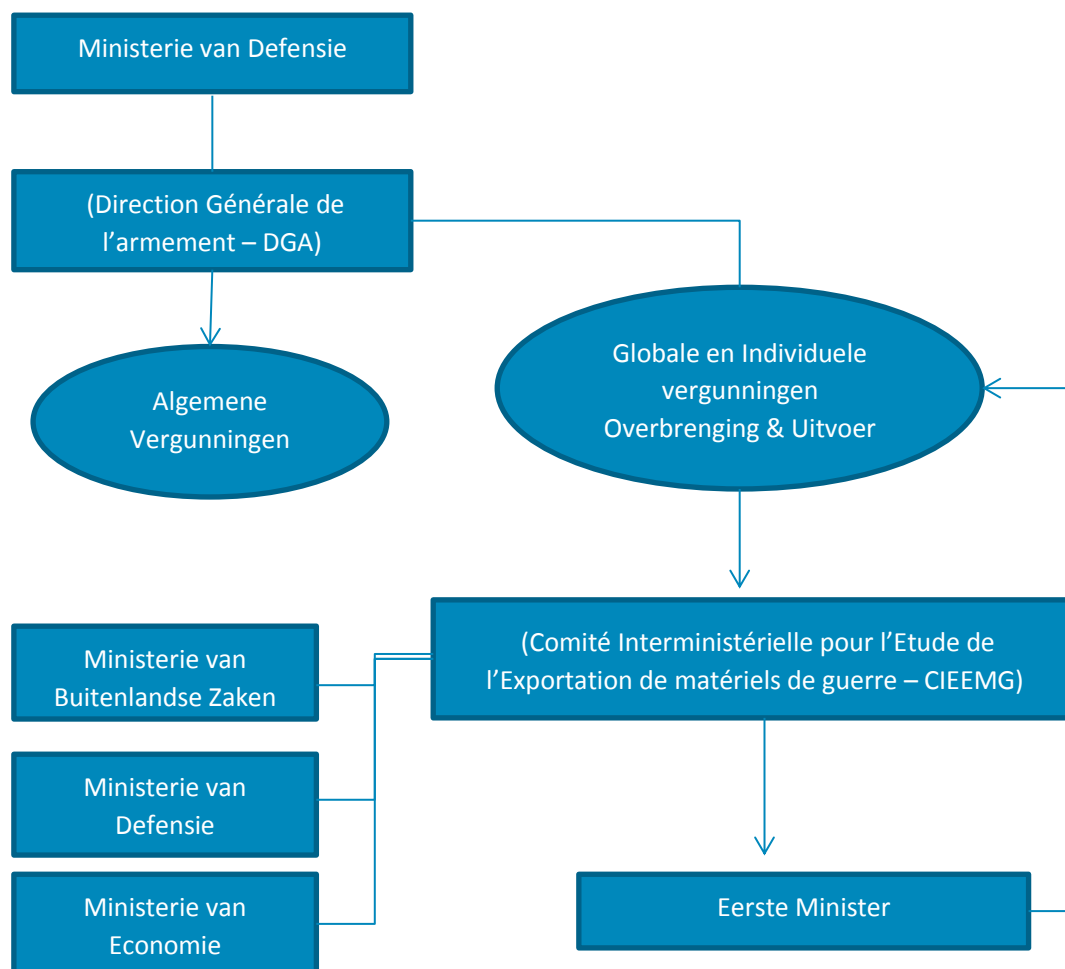 Ministerie van Defensie
(Direction Générale de
l’armement – DGA)
Globale en Individuele
vergunningen
Overbrenging & Uitvoer
Algemene
Vergunningen
(Comité Interministérielle pour l’Etude de
l’Exportation de matériels de guerre – CIEEMG)
Ministerie van
Buitenlandse Zaken
Ministerie van
Defensie
Ministerie van
Economie
Eerste Minister